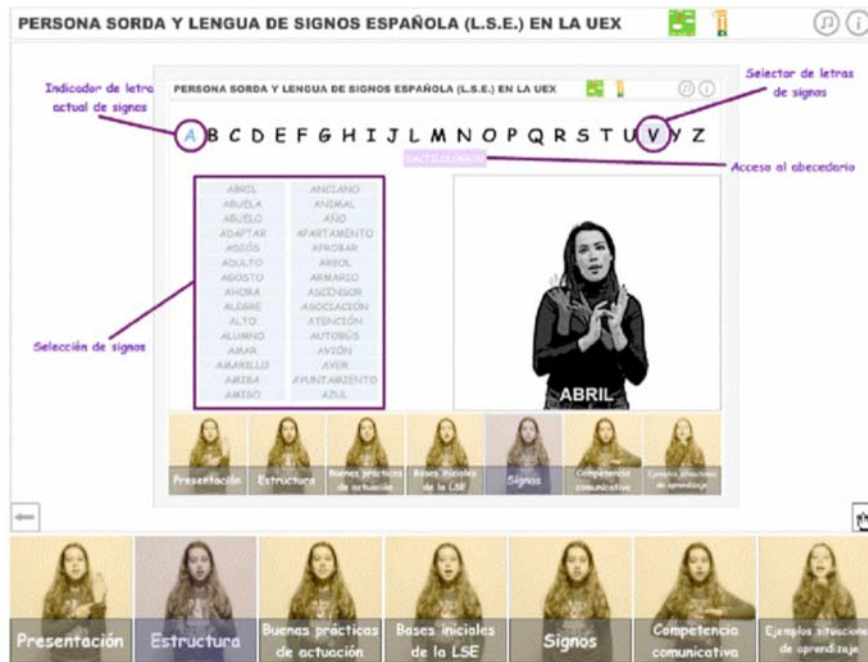 PERSONA SORDA Y LENGUA DE SIGNOS ESPAÑOLA (L.S.E.) EN LA UEX
Indicador de letra
actual de signos
PERSONA SORDA Y LENGUA DE SIGNOS ESPAÑOLA (L.S.E.) EN LA UEX
Selector de letras
de signos
A B C D E F G H I J L M N O P Q R S T U V Y Z
DACTILOLÓGICO
Acceso al abecedario
ABRIL ANCIANO
ABUELA ANIMAL
ABUELO AÑO
ADAPTAR APARTAMENTO
ADIÓS APROBAR
ADULTO ARBOL
AGOSTO ARMARIO
AHORA ASCENSOR
ALEGRE ASOCIACIÓN
ALTO ATENCIÓN
ALUMNO AUTOBÚS
AMAR AVIÓN
AMARILLO AYER
AMIGA AYUNTAMIENTO
AMIGO AZUL
Selección de signos
ABRIL
Presentación
Estructura
Buenas prácticas
de actuación
Bases iniciales
de la LSE
Signos
Competencia
comunicativa
Ejemplos situaciones
de aprendizaje
Presentación
Estructura
Buenas prácticas
de actuación
Bases iniciales
de la LSE
Signos
Competencia
comunicativa
Ejemplos situaciones
de aprendizaje